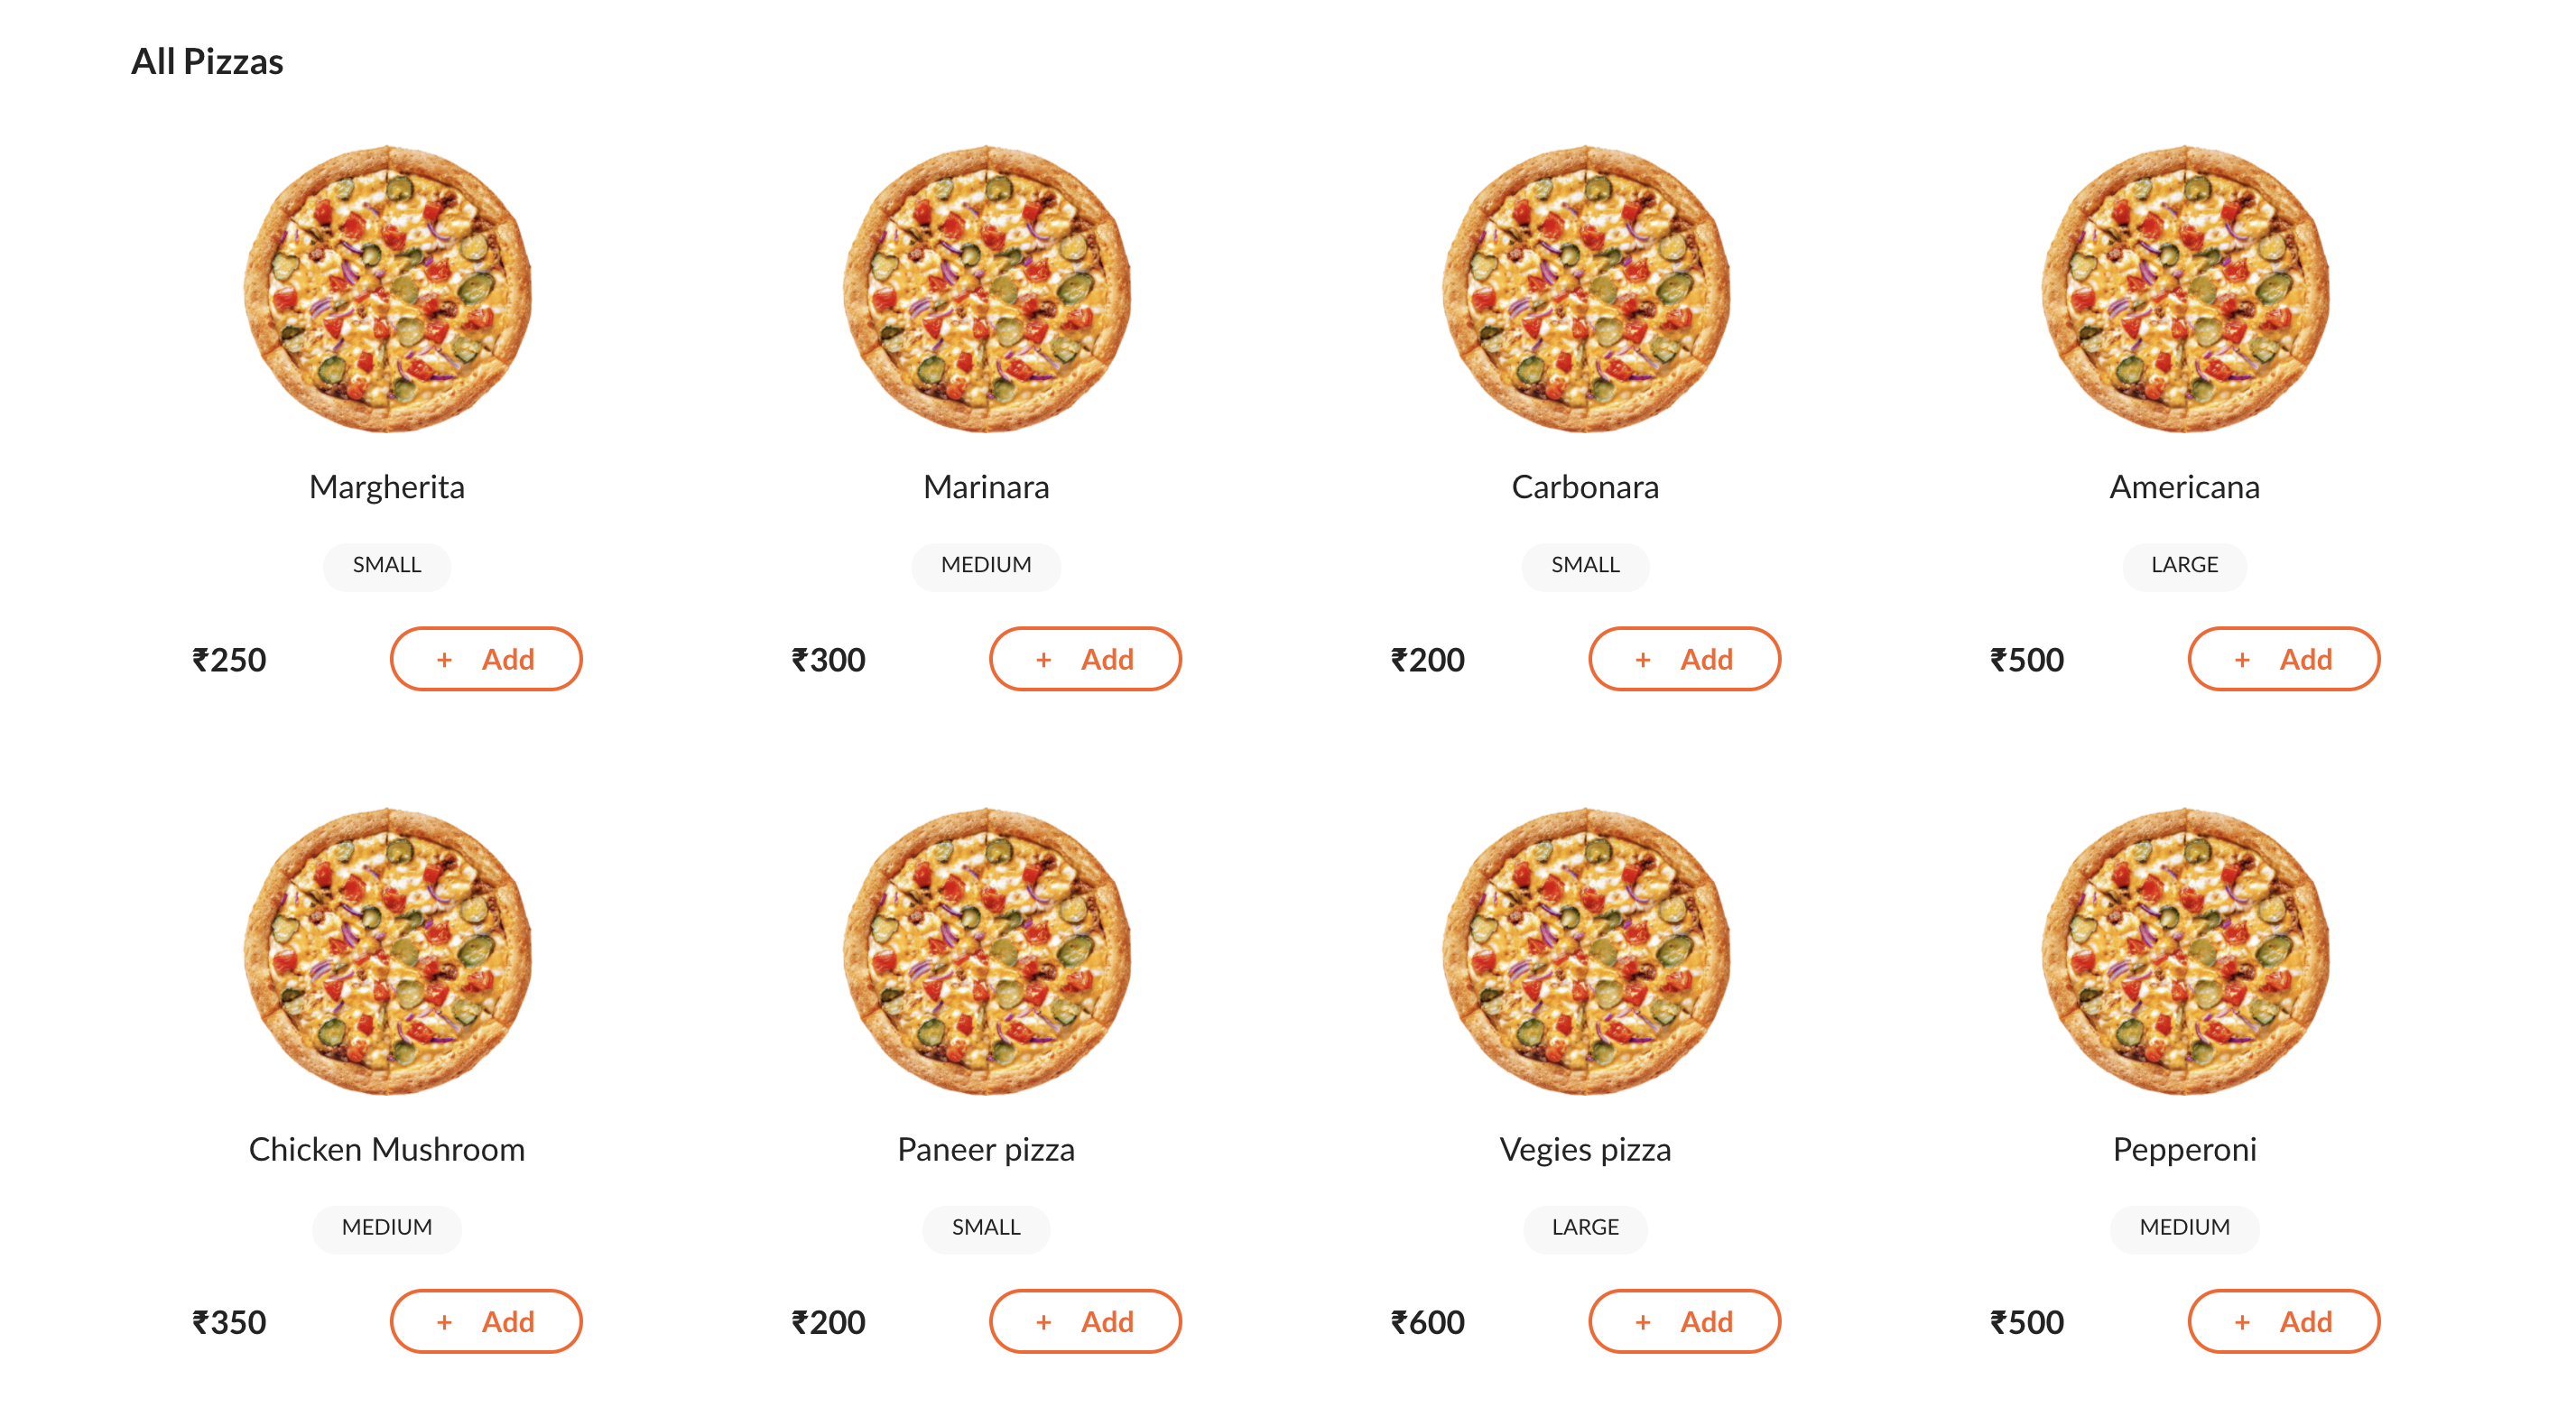 All Pizzas
Margherita
Marinara
Carbonara
Americana
SMALL
MEDIUM
SMALL
LARGE
₹250
+ Add
₹300
+ Add
₹200
+ Add
₹500
+ Add
Chicken Mushroom
Paneer pizza
Vegies pizza
Pepperoni
MEDIUM
SMALL
LARGE
MEDIUM
₹350
+ Add
₹200
+ Add
₹600
+ Add
₹500
+ Add